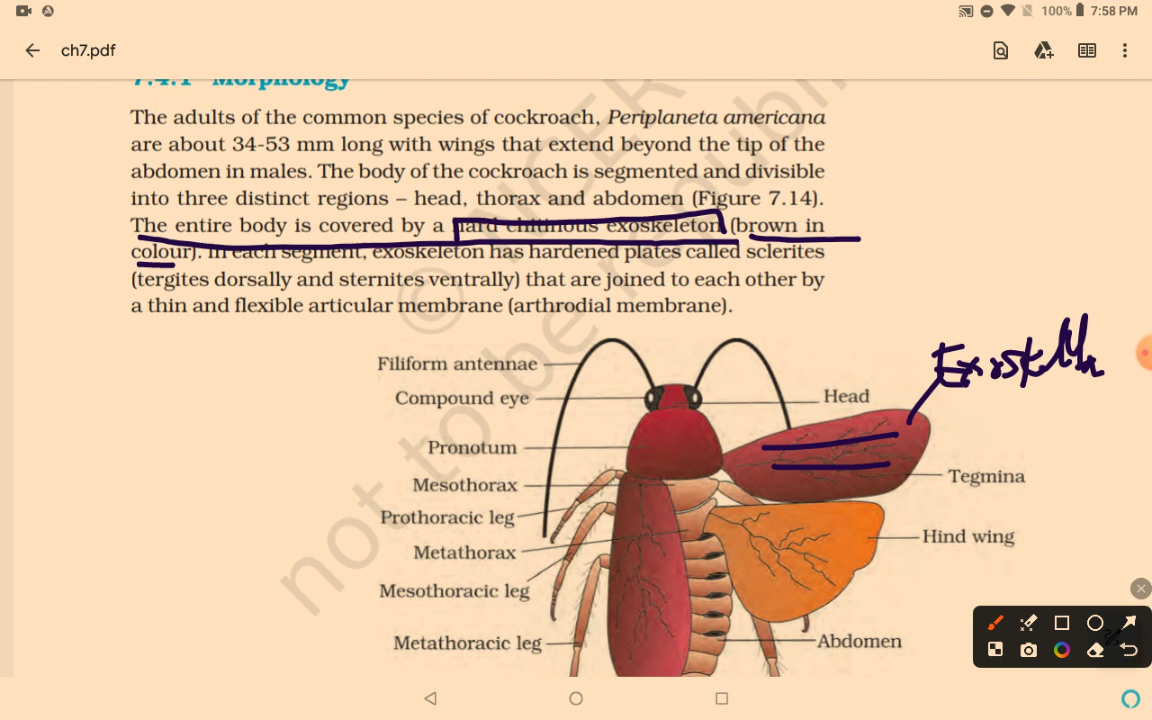 100% 7:58 PM
ch7.pdf
7.4.1 Morphology
The adults of the common species of cockroach, Periplaneta americana
are about 34-53 mm long with wings that extend beyond the tip of the
abdomen in males. The body of the cockroach is segmented and divisible
into three distinct regions – head, thorax and abdomen (Figure 7.14).
The entire body is covered by a hard chitinous exoskeleton (brown in
colour). In each segment, exoskeleton has hardened plates called sclerites
(tergites dorsally and sternites ventrally) that are joined to each other by
a thin and flexible articular membrane (arthrodial membrane).
Filiform antennae
Compound eye
Head
Pronotum
Mesothorax
Tegmina
Prothoracic leg
Hind wing
Metathorax
Mesothoracic leg
Metathoracic leg
Abdomen
© NCER
not to be republi